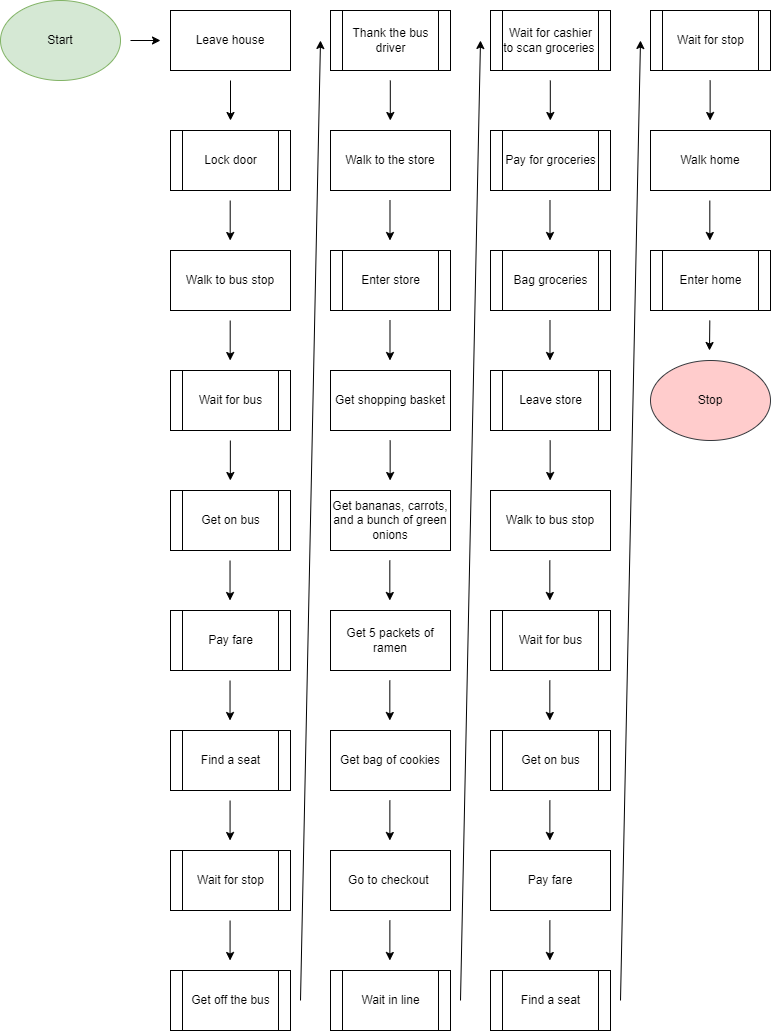 Start
Leave house
Lock door
Walk to bus stop
Wait for bus
Get on bus
Pay fare
Find a seat
Wait for stop
Get off the bus
Thank the bus
driver
Walk to the store
Enter store
Get shopping basket
Get bananas, carrots,
and a bunch of green
onions
Get 5 packets of
ramen
Get bag of cookies
Go to checkout
Wait in line
Wait for cashier
to scan groceries
Pay for groceries
Bag groceries
Leave store
Walk to bus stop
Wait for bus
Get on bus
Pay fare
Find a seat
Wait for stop
Walk home
Enter home
Stop